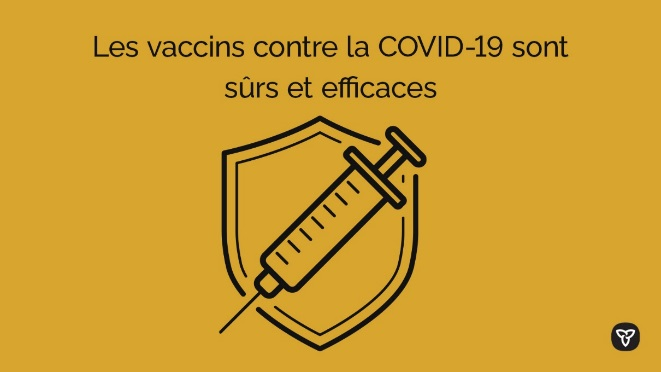 Les vaccins contre la COVID-19 sont
sûrs et efficaces